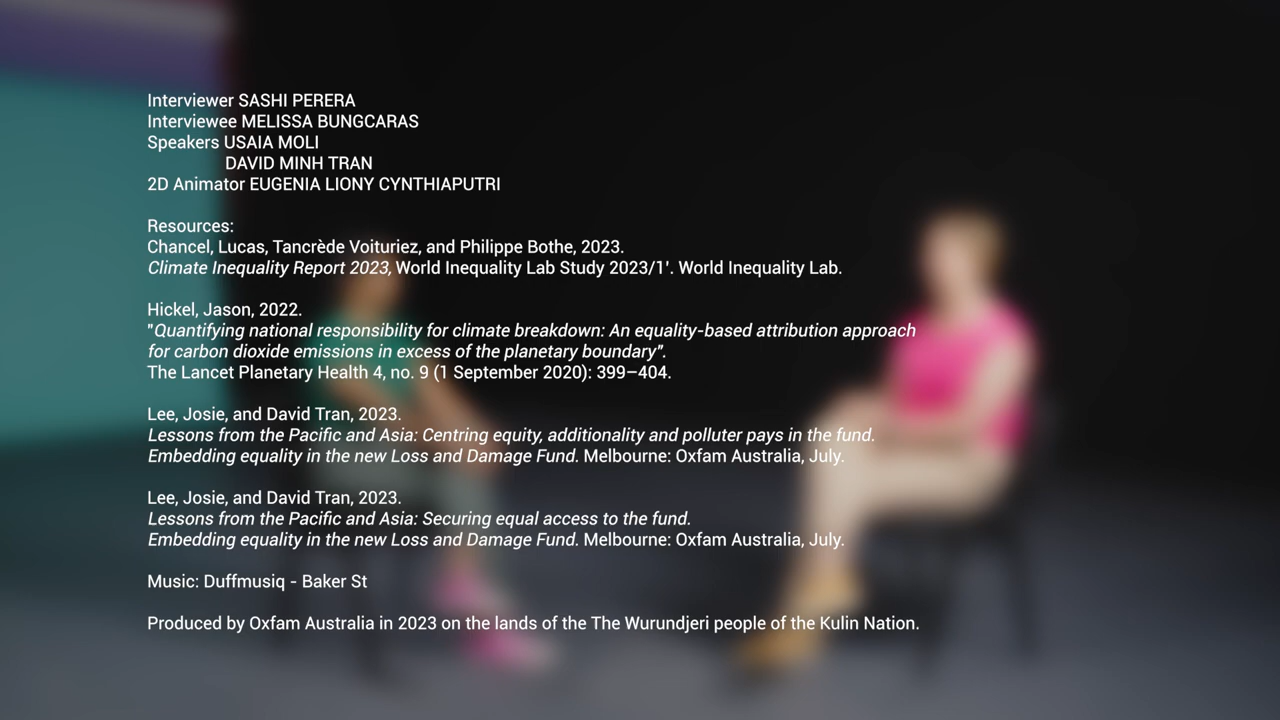 Interviewer SASHI PERERA
Interviewee MELISSA BUNGCARAS
Speakers USAIA MOLI
DAVID MINH TRAN
2D Animator EUGENIA LIONY CYNTHIAPUTRI
Resources:
Chancel, Lucas, Tancrède Voituriez, and Philippe Bothe, 2023.
Climate Inequality Report 2023, World Inequality Lab Study 2023/1'. World Inequality Lab.
Hickel, Jason, 2022.
"Quantifying national responsibility for climate breakdown: An equality-based attribution approach
for carbon dioxide emissions in excess of the planetary boundary”.
The Lancet Planetary Health 4, no. 9 (1 September 2020): 399–404.
Lee, Josie, and David Tran, 2023.
Lessons from the Pacific and Asia: Centring equity, additionality and polluter pays in the fund.
Embedding equality in the new Loss and Damage Fund. Melbourne: Oxfam Australia, July.
Lee, Josie, and David Tran, 2023.
Lessons from the Pacific and Asia: Securing equal access to the fund.
Embedding equality in the new Loss and Damage Fund. Melbourne: Oxfam Australia, July.
Music: Duffmusiq - Baker St
Produced by Oxfam Australia in 2023 on the lands of the The Wurundjeri people of the Kulin Nation.